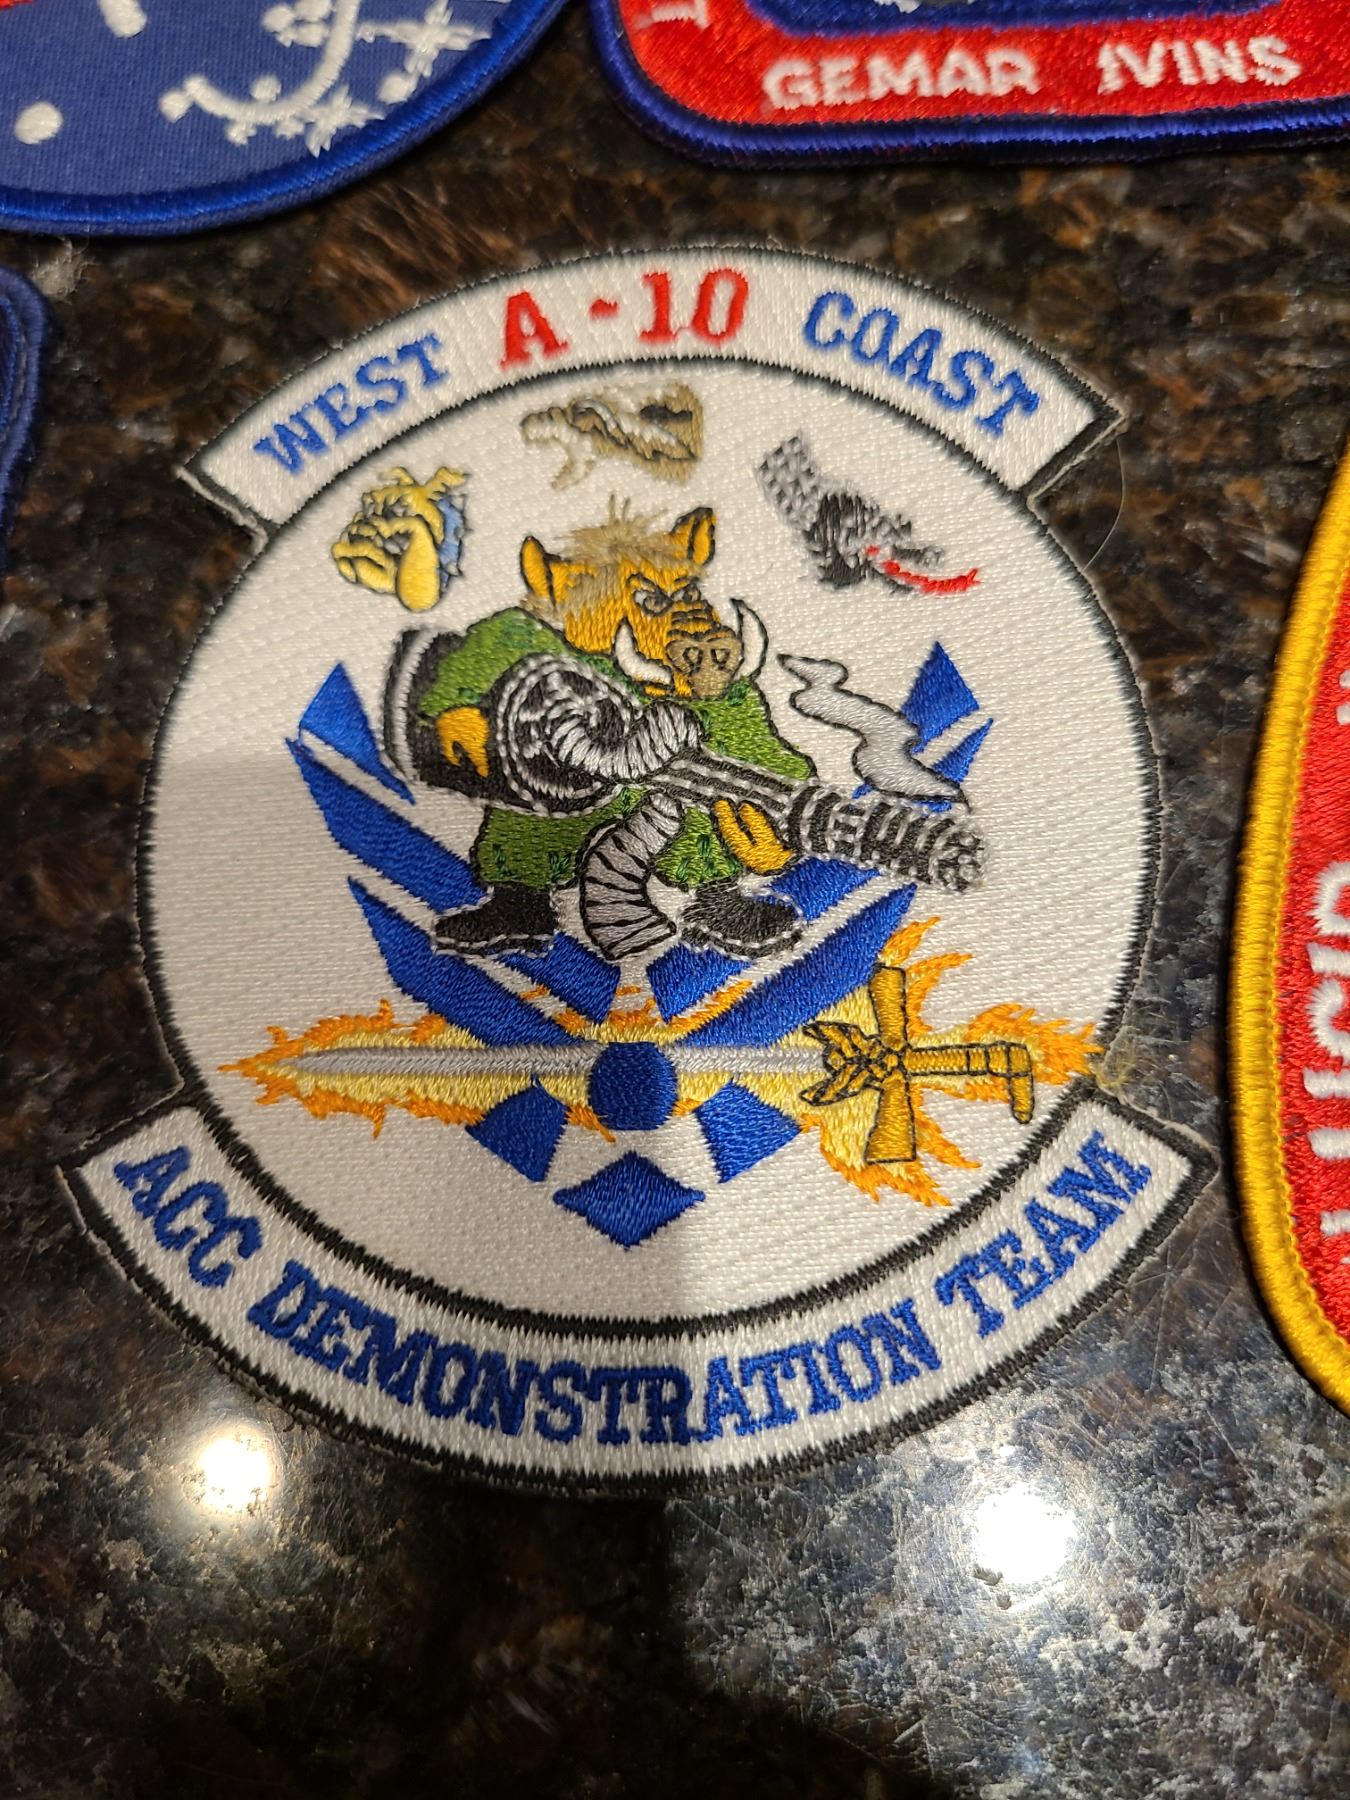 GEMAR IVINS
WEST A-10 COAST
ACC DEMONSTRATION TEAM